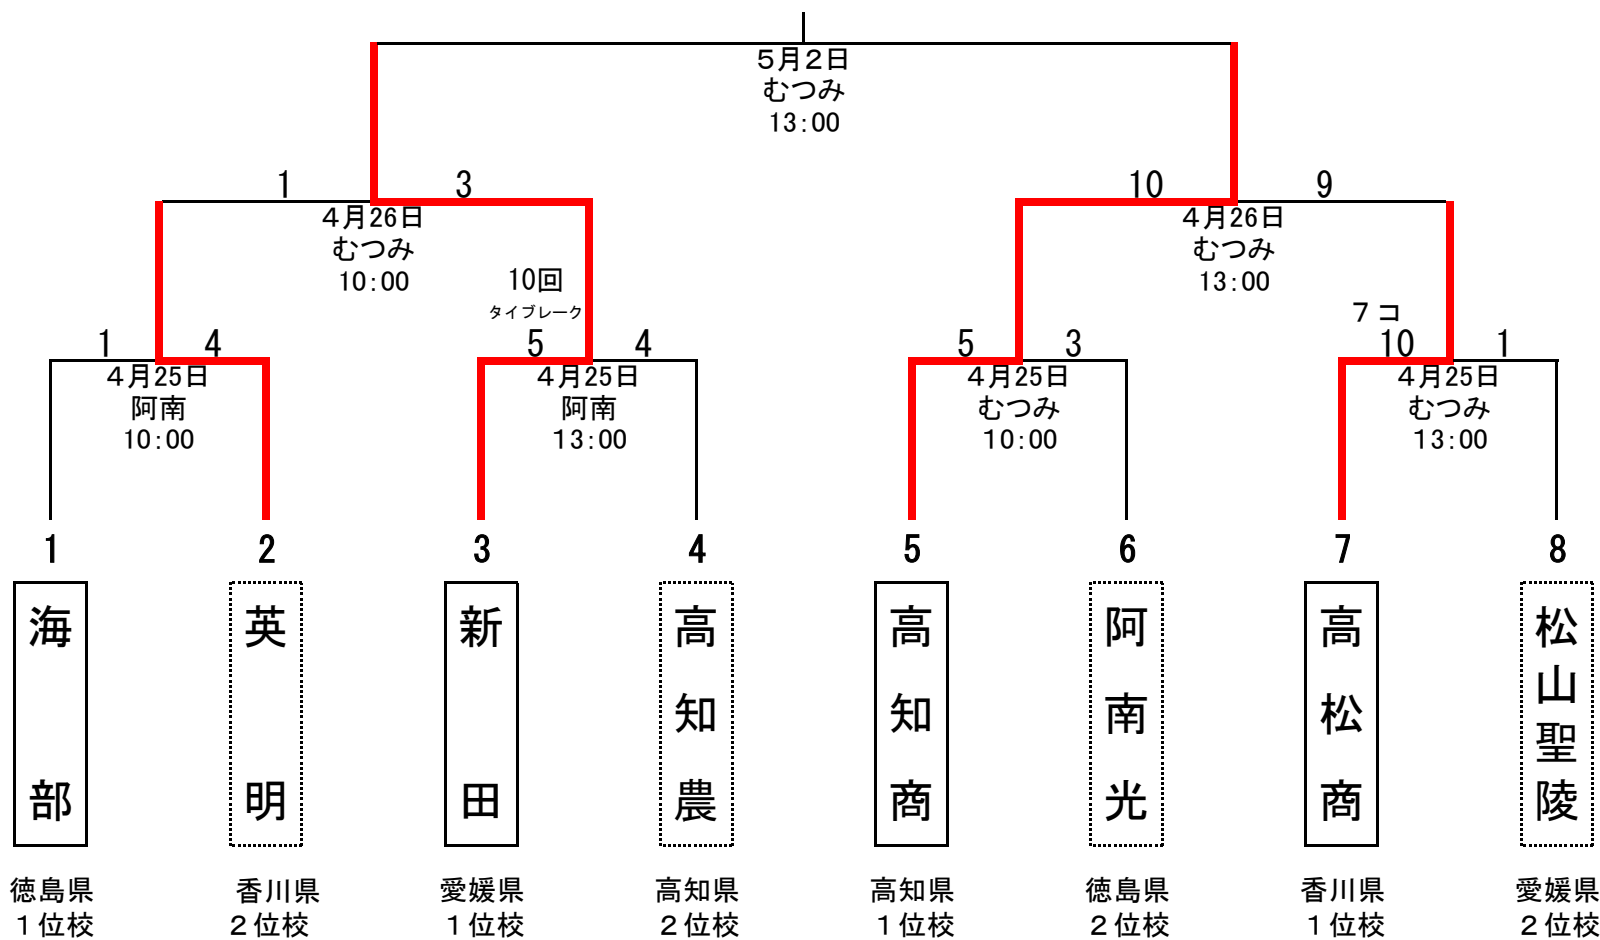 ５月２日
むつみ
13:00
1
3
10
9
４月26日
むつみ
10:00
４月26日
むつみ
13:00
10回
タイブレーク
７コ
1
4
5
4
5
3
10
1
４月25日
阿南
10:00
４月25日
阿南
13:00
４月25日
むつみ
10:00
４月25日
むつみ
13:00
1
2
3
4
5
6
7
8
海部
英明
新田
高知農
高知商
阿南光
高松商
松山聖陵
徳島県
１位校
香川県
２位校
愛媛県
１位校
高知県
２位校
高知県
１位校
徳島県
２位校
香川県
１位校
愛媛県
２位校